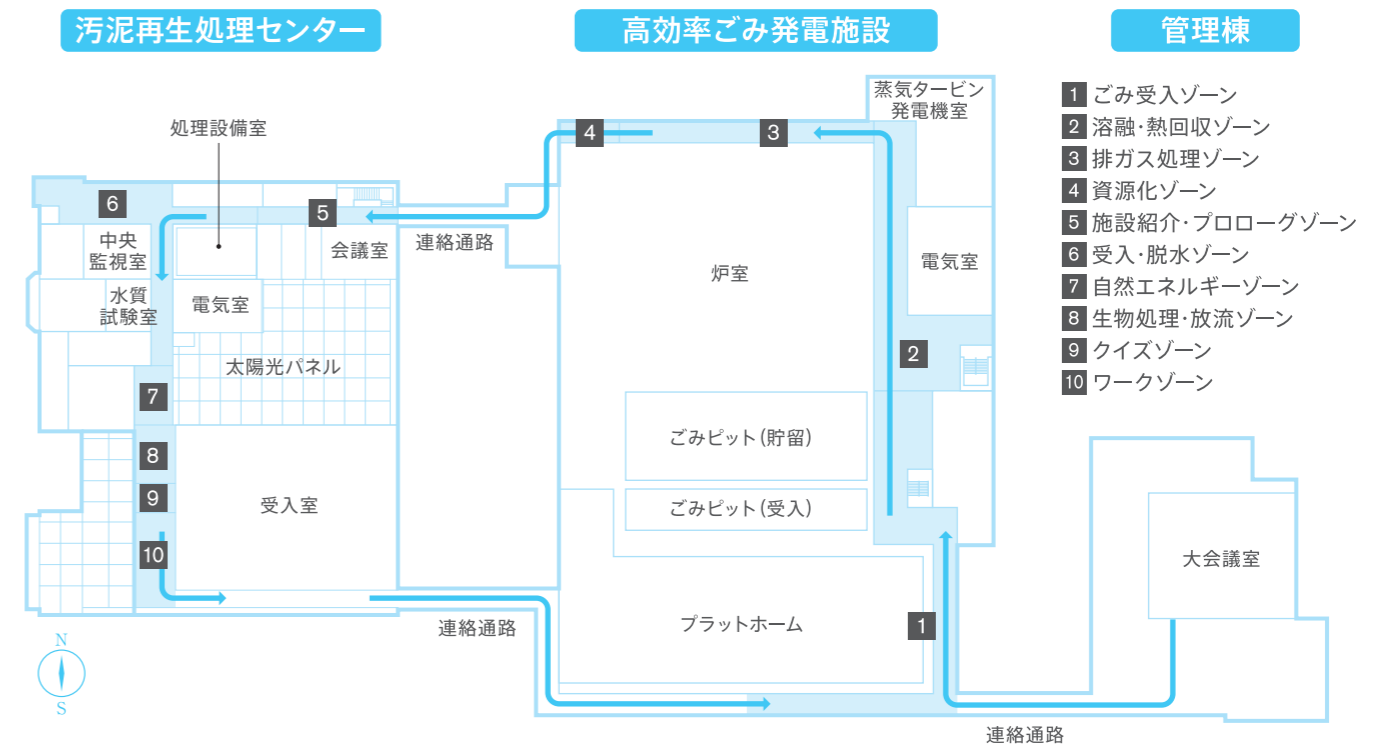 汚泥再生処理センター
高効率ごみ発電施設
管理棟
1 ごみ受入ゾーン
2 溶融・熱回収ゾーン
3 排ガス処理ゾーン
4 資源化ゾーン
5 施設紹介・プロローグゾーン
6 受入・脱水ゾーン
7 自然エネルギーゾーン
8 生物処理・放流ゾーン
9 クイズゾーン
10 ワークゾーン
処理設備室
6
5
中央
監視室
会議室
水質
試験室
電気室
太陽光パネル
7
8
9
10
受入室
連絡通路
連絡通路
4
3
蒸気タービン
発電機室
炉室
電気室
2
ごみピット(貯留)
ごみピット(受入)
プラットホーム
1
大会議室
連絡通路
N
S